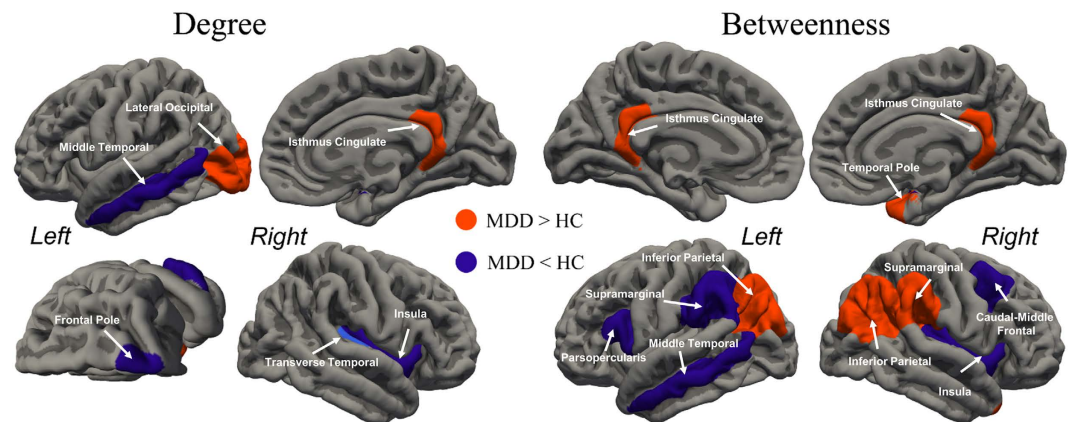 Degree
Betweenness
Lateral Occipital
Middle Temporal
Isthmus Cingulate
Isthmus Cingulate
Isthmus Cingulate
Temporal Pole
MDD > HC
MDD < HC
Left
Right
Left
Right
Frontal Pole
Insula
Transverse Temporal
Inferior Parietal
Supramarginal
Parsopercularis
Middle Temporal
Supramarginal
Caudal-Middle
Frontal
Inferior Parietal
Insula